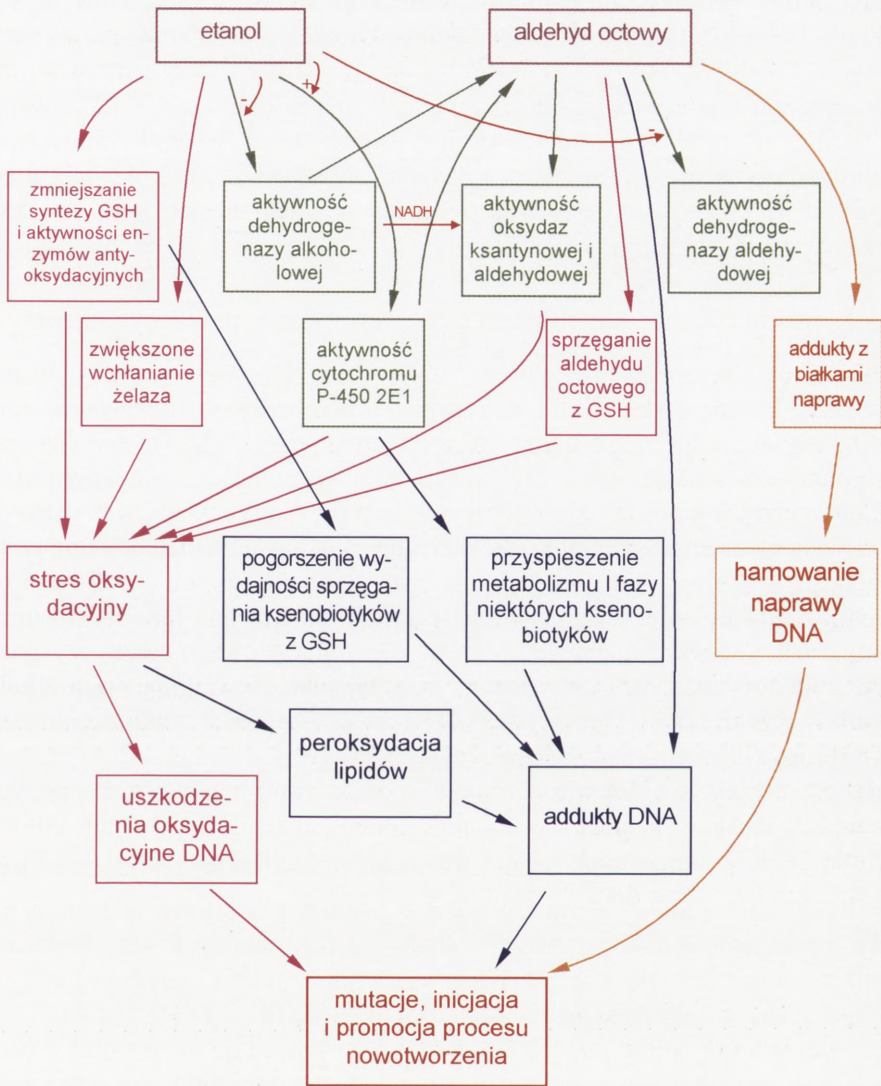 etanol
aldehyd octowy
-
+
-
zmniejszanie
syntezy GSH
i aktywności en-
zymów anty-
oksydacyjnych
aktywność
dehydroge-
nazy alkoho-
lowej
NADH
aktywność
oksydaz
ksantynowej i
aldehydowej
aktywność
dehydroge-
nazy aldehy-
dowej
zwiększone
wchłanianie
żelaza
aktywność
cytochromu
P-450 2E1
sprzęganie
aldehydu
octowego
z GSH
addukty z
białkami
naprawy
stres oksy-
dacyjny
pogorszenie wy-
dajności sprzęga-
nia ksenobiotyków
z GSH
przyspieszenie
metabolizmu I fazy
niektórych kseno-
biotyków
hamowanie
naprawy
DNA
peroksydacja
lipidów
uszkodze-
nia oksyda-
cyjne DNA
addukty DNA
mutacje, inicjacja
i promocja procesu
nowotworzenia